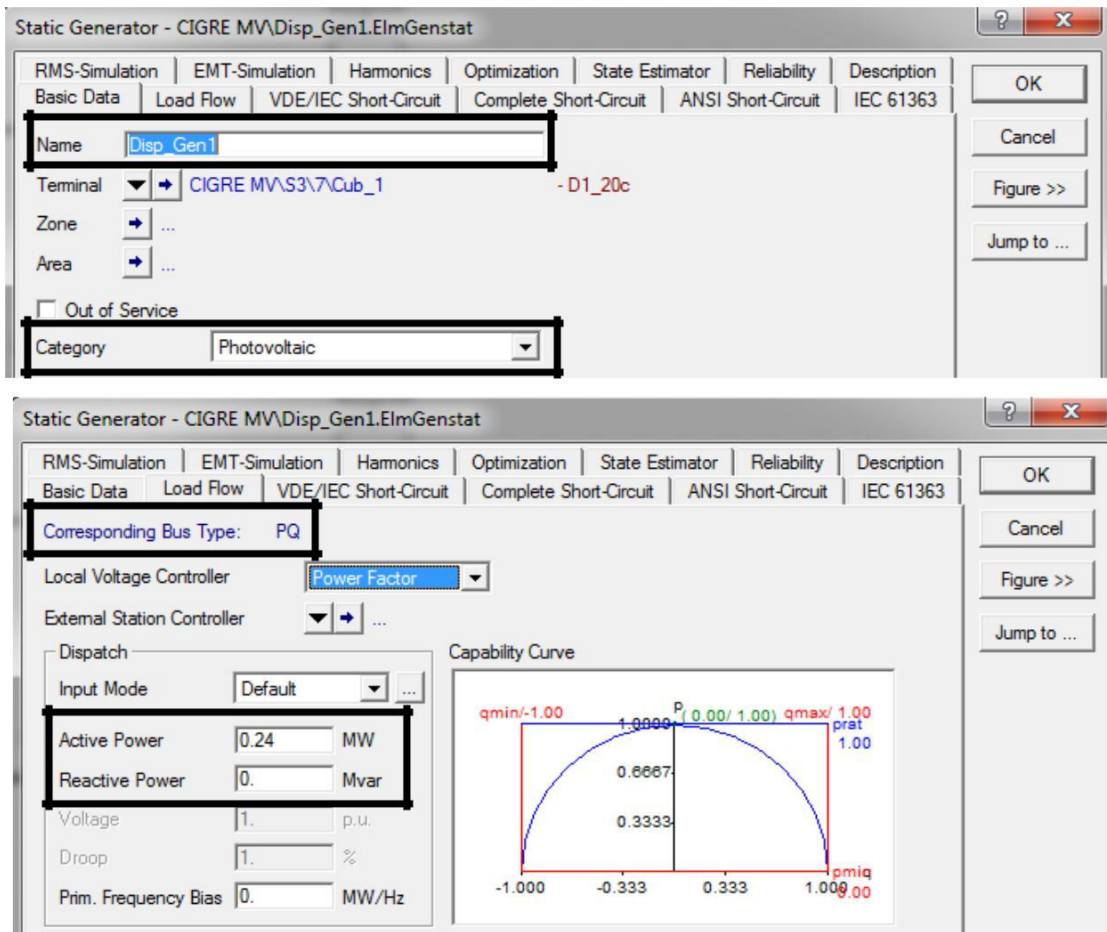 Static Generator - CIGRE MV\Disp_Gen1.ElmGenstat
RMS-Simulation EMT-Simulation Harmonics Optimization State Estimator Reliability Description
Basic Data Load Flow VDE/IEC Short-Circuit Complete Short-Circuit ANSI Short-Circuit IEC 61363
OK
Cancel
Figure >>
Jump to ...
Name Disp_Gen1
Terminal CIGRE MV\S3\7\Cub_1 - D1_20c
Zone ...
Area ...
Out of Service
Category Photovoltaic
Static Generator - CIGRE MV\Disp_Gen1.ElmGenstat
RMS-Simulation EMT-Simulation Harmonics Optimization State Estimator Reliability Description
Basic Data Load Flow VDE/IEC Short-Circuit Complete Short-Circuit ANSI Short-Circuit IEC 61363
OK
Cancel
Figure >>
Jump to ...
Corresponding Bus Type: PQ
Local Voltage Controller Power Factor
External Station Controller ...
Dispatch
Input Mode Default ...
Active Power 0.24 MW
Reactive Power 0. Mvar
Voltage 1. p.u.
Droop 1. %
Prim. Frequency Bias 0. MW/Hz
Capability Curve
qmin/-1.00 p ( 0.00/ 1.00) qmax/ 1.00
1.0000 prat
1.00
0.6667
0.3333
-1.000 -0.333 0.333 1.000